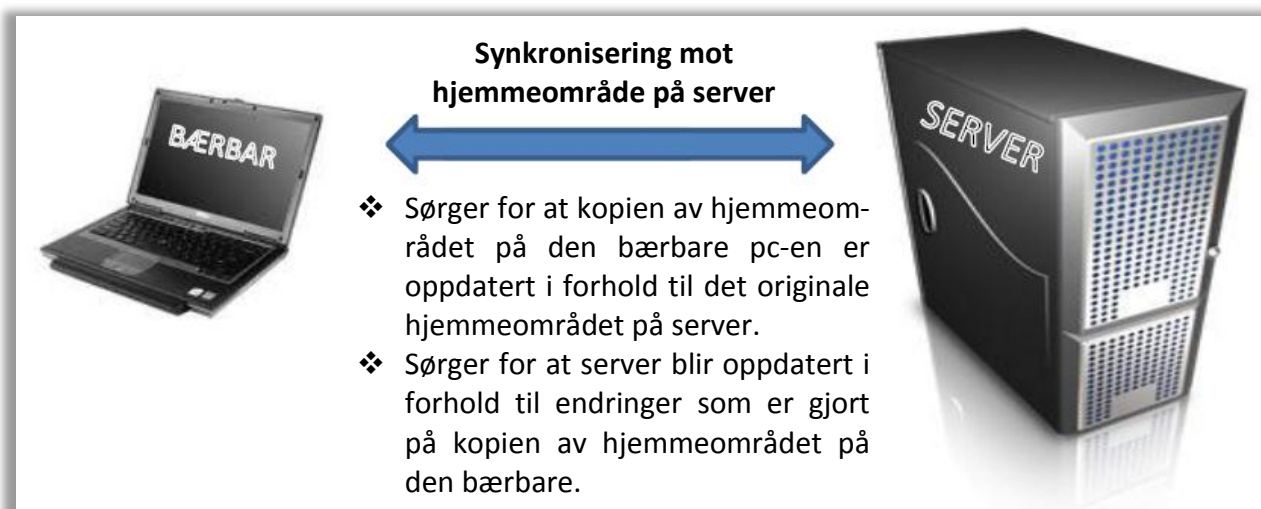 Synkronisering mot
hjemmeområde på server
BÆRBAR
SERVER
❖ Sørger for at kopien av hjemmeom-
rådet på den bærbare pc-en er
oppdatert i forhold til det originale
hjemmeområdet på server.
❖ Sørger for at server blir oppdatert i
forhold til endringer som er gjort
på kopien av hjemmeområdet på
den bærbare.